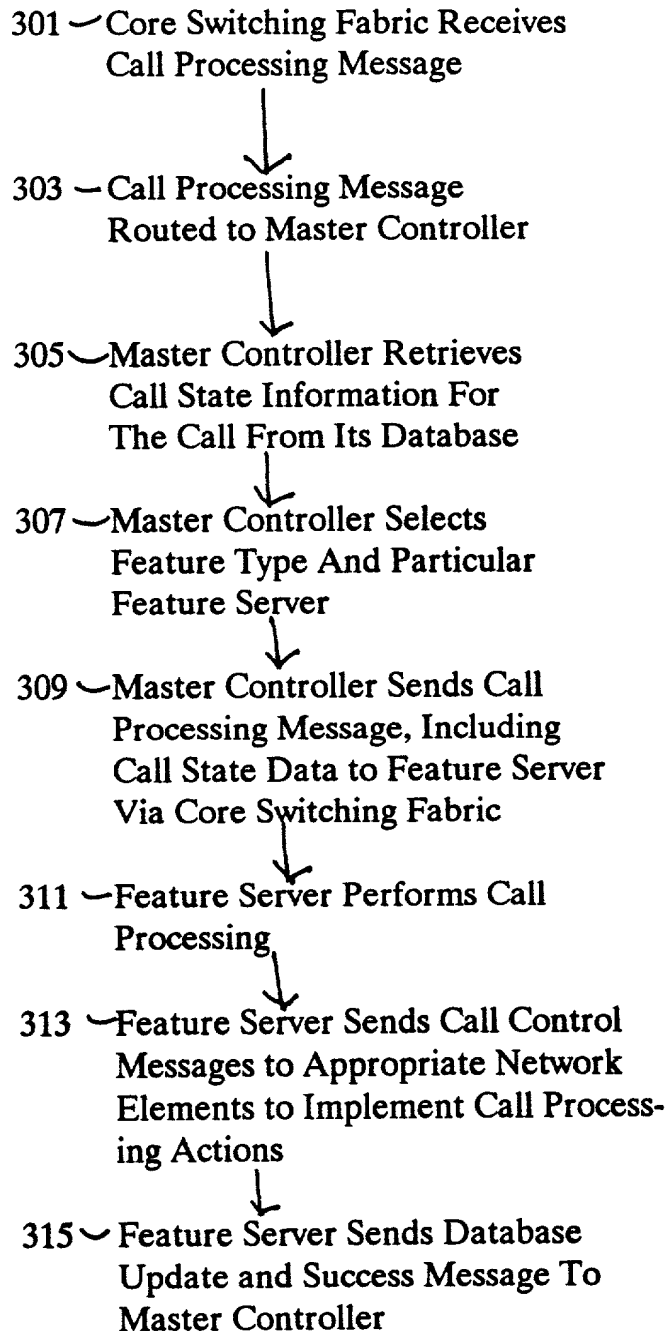 301 Core Switching Fabric Receives
Call Processing Message
303 Call Processing Message
Routed to Master Controller
305 Master Controller Retrieves
Call State Information For
The Call From Its Database
307 Master Controller Selects
Feature Type And Particular
Feature Server
309 Master Controller Sends Call
Processing Message, Including
Call State Data to Feature Server
Via Core Switching Fabric
311 Feature Server Performs Call
Processing
313 Feature Server Sends Call Control
Messages to Appropriate Network
Elements to Implement Call Process-
ing Actions
315 Feature Server Sends Database
Update and Success Message To
Master Controller